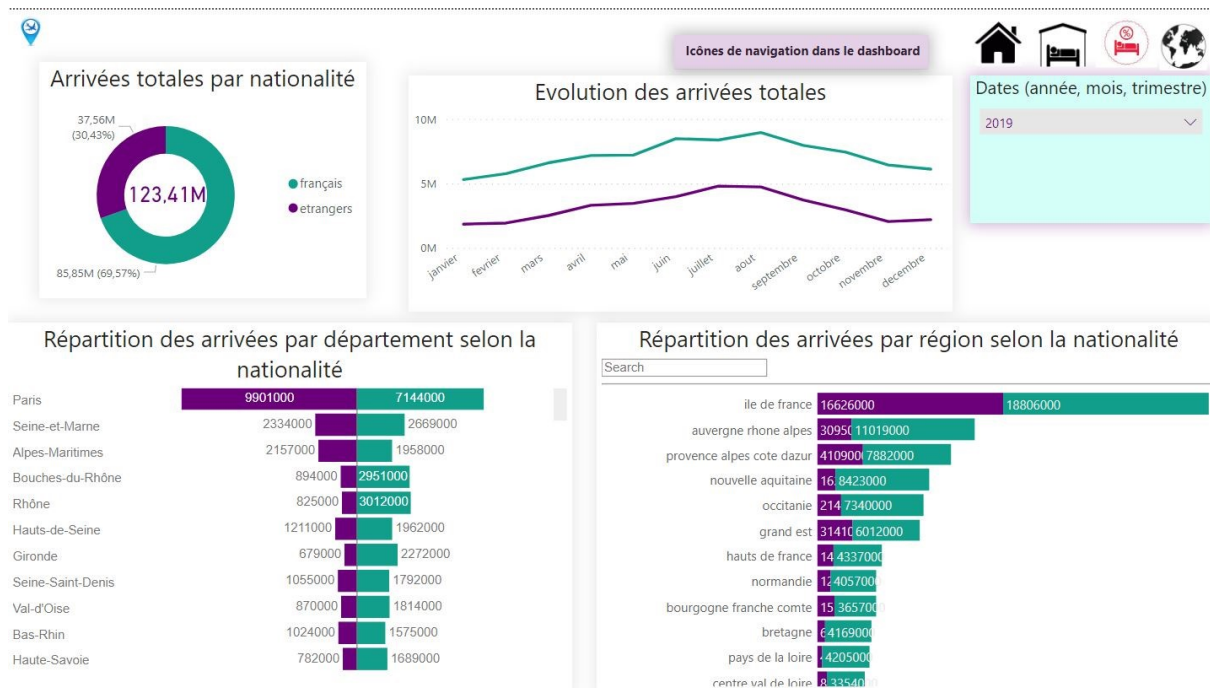 Icônes de navigation dans le dashboard
%
Arrivées totales par nationalité
37,56M
(30,43%)
123,41M
85,85M (69,57%)
français
etrangers
Evolution des arrivées totales
10M
5M
0M
janvier fevrier mars avril mai juin juillet aout septembre octobre novembre decembre
Dates (année, mois, trimestre)
2019
Répartition des arrivées par département selon la
nationalité
Paris 9901000 7144000
Seine-et-Marne 2334000 2669000
Alpes-Maritimes 2157000 1958000
Bouches-du-Rhône 894000 2951000
Rhône 825000 3012000
Hauts-de-Seine 1211000 1962000
Gironde 679000 2272000
Seine-Saint-Denis 1055000 1792000
Val-d'Oise 870000 1814000
Bas-Rhin 1024000 1575000
Haute-Savoie 782000 1689000
Répartition des arrivées par région selon la nationalité
Search
ile de france 16626000 18806000
auvergne rhone alpes 11019000
provence alpes cote dazur 7882000
nouvelle aquitaine 8423000
occitanie 7340000
grand est 6012000
hauts de france 4337000
normandie 4057000
bourgogne franche comte 3657000
bretagne 4169000
pays de la loire 4205000
centre val de loire